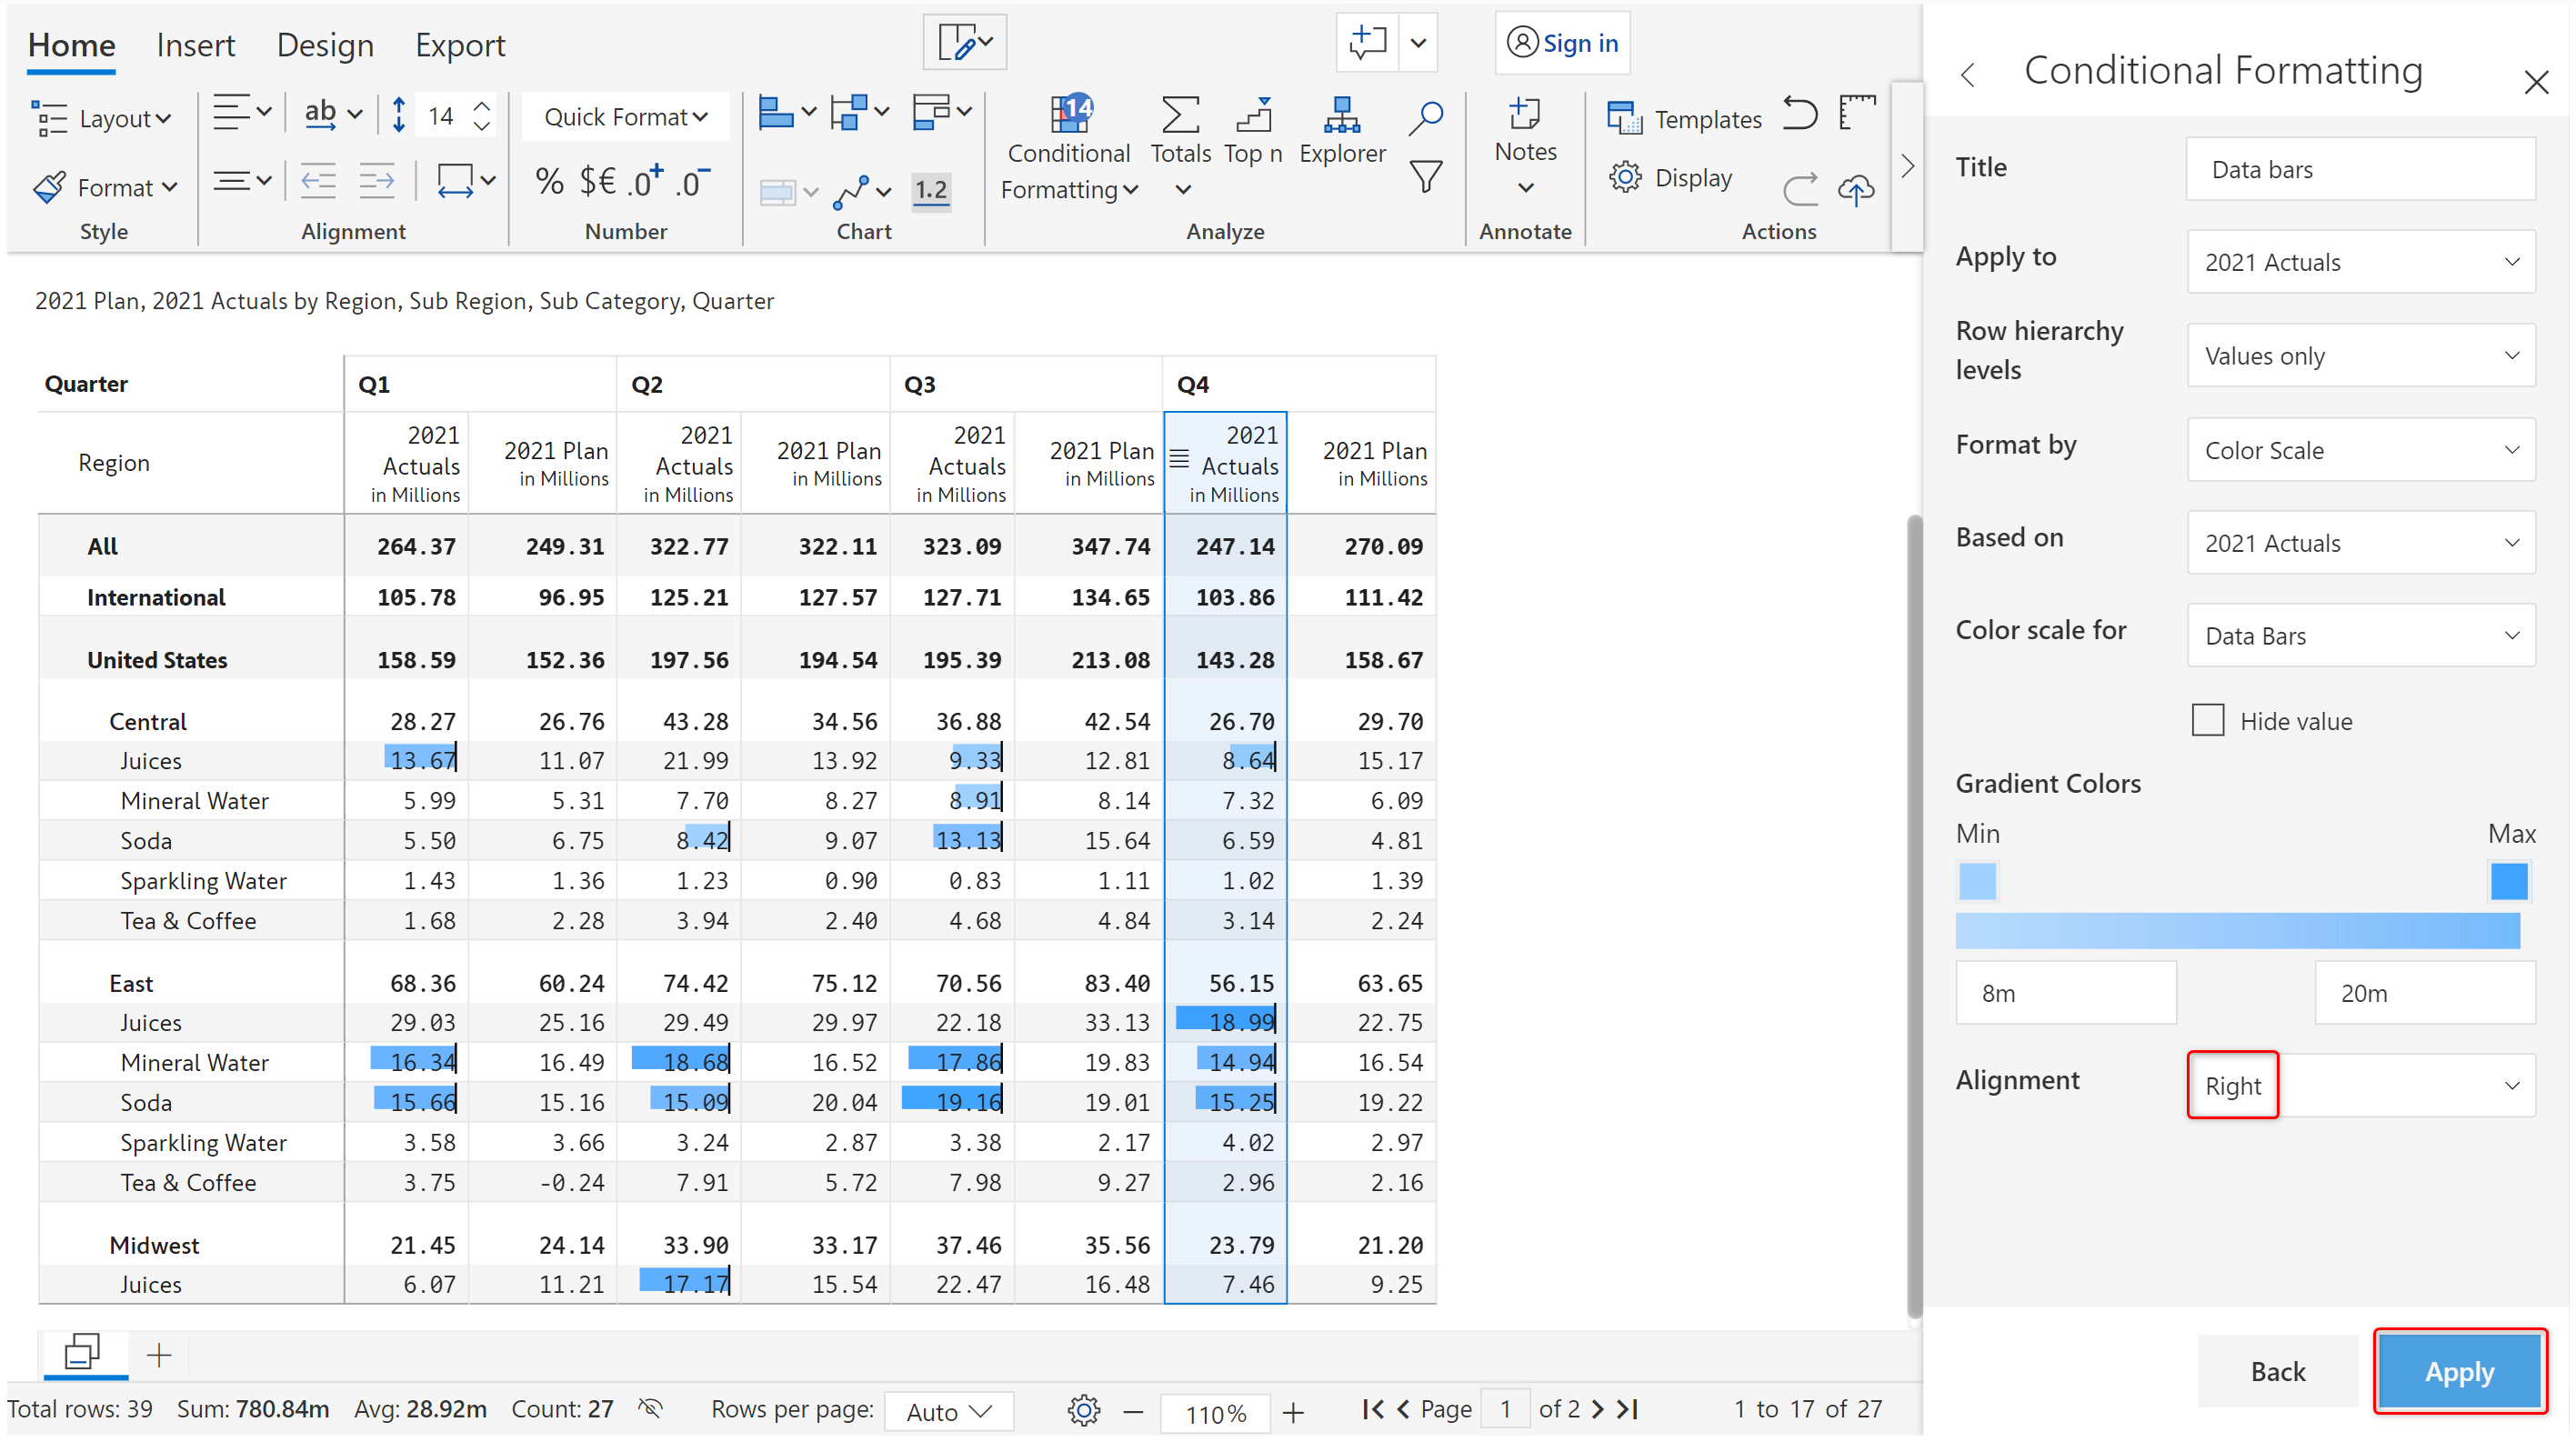 Home Insert Design Export Sign in
Layout ab 14 Quick Format 14 Templates
Conditional Formatting Totals Top n Explorer Notes
Format % $€ .0+ .0- 1.2 Display
Style Alignment Number Chart Analyze Annotate Actions
2021 Plan, 2021 Actuals by Region, Sub Region, Sub Category, Quarter
Quarter Q1 Q2 Q3 Q4
Region 2021 Actuals in Millions 2021 Plan in Millions 2021 Actuals in Millions 2021 Plan in Millions 2021 Actuals in Millions 2021 Plan in Millions 2021 Actuals in Millions 2021 Plan in Millions
All 264.37 249.31 322.77 322.11 323.09 347.74 247.14 270.09
International 105.78 96.95 125.21 127.57 127.71 134.65 103.86 111.42
United States 158.59 152.36 197.56 194.54 195.39 213.08 143.28 158.67
Central 28.27 26.76 43.28 34.56 36.88 42.54 26.70 29.70
Juices 13.67 11.07 21.99 13.92 9.33 12.81 8.64 15.17
Mineral Water 5.99 5.31 7.70 8.27 8.91 8.14 7.32 6.09
Soda 5.50 6.75 8.42 9.07 13.13 15.64 6.59 4.81
Sparkling Water 1.43 1.36 1.23 0.90 0.83 1.11 1.02 1.39
Tea & Coffee 1.68 2.28 3.94 2.40 4.68 4.84 3.14 2.24
East 68.36 60.24 74.42 75.12 70.56 83.40 56.15 63.65
Juices 29.03 25.16 29.49 29.97 22.18 33.13 18.99 22.75
Mineral Water 16.34 16.49 18.68 16.52 17.86 19.83 14.94 16.54
Soda 15.66 15.16 15.09 20.04 19.16 19.01 15.25 19.22
Sparkling Water 3.58 3.66 3.24 2.87 3.38 2.17 4.02 2.97
Tea & Coffee 3.75 -0.24 7.91 5.72 7.98 9.27 2.96 2.16
Midwest 21.45 24.14 33.90 33.17 37.46 35.56 23.79 21.20
Juices 6.07 11.21 17.17 15.54 22.47 16.48 7.46 9.25
Total rows: 39 Sum: 780.84m Avg: 28.92m Count: 27 Rows per page: Auto 110% Page 1 of 2 1 to 17 of 27
Conditional Formatting
Title Data bars
Apply to 2021 Actuals
Row hierarchy levels Values only
Format by Color Scale
Based on 2021 Actuals
Color scale for Data Bars
Hide value
Gradient Colors
Min Max
8m 20m
Alignment Right
Back Apply